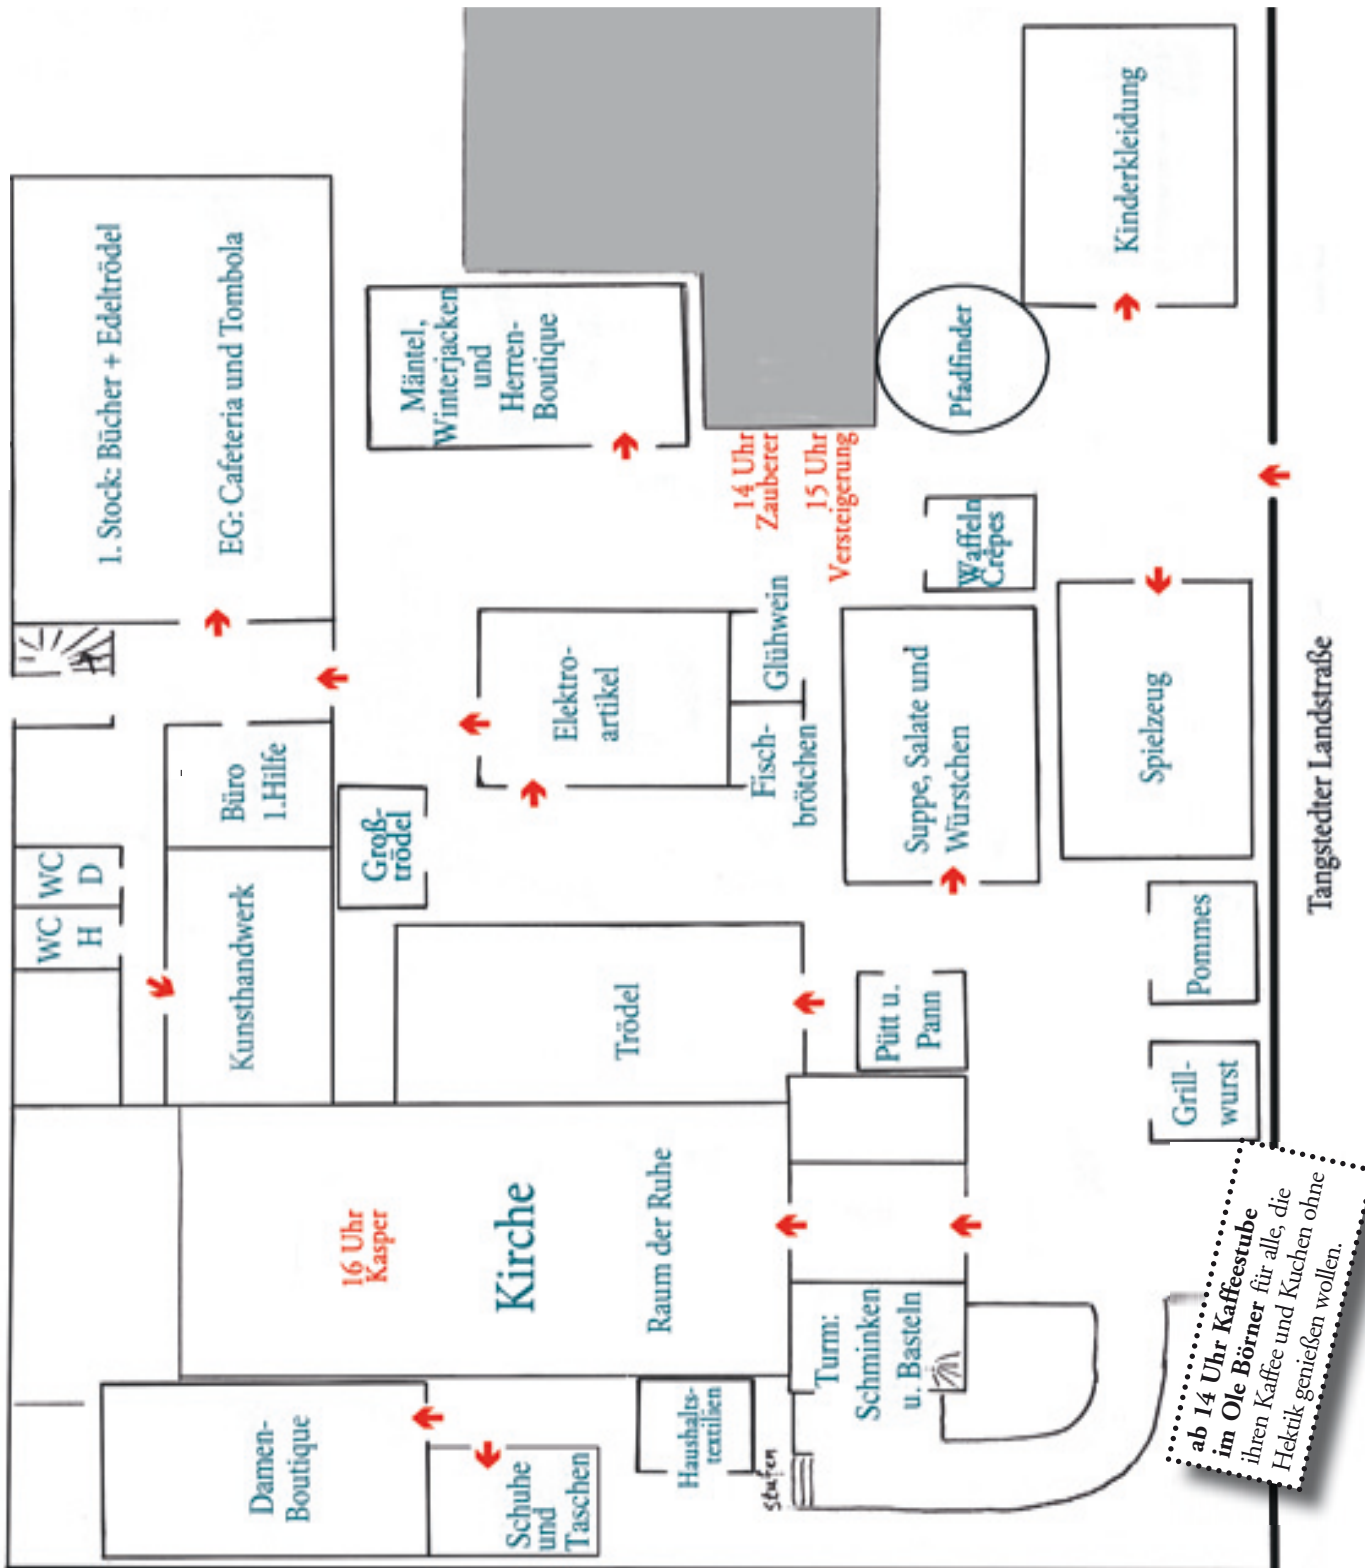 1. Stock: Bücher + Edeltrödel
EG: Cafeteria und Tombola
WC
H
WC
D
Büro
1.Hilfe
Kunsthandwerk
Groß-
trödel
Mäntel,
Winterjacken
und
Herren-
Boutique
Elektro-
artikel
Fisch-
brötchen
Glühwein
14 Uhr
Zauberer
15 Uhr
Versteigerung
Pfadfinder
Kinderkleidung
Waffeln
Crêpes
Suppe, Salate und
Würstchen
Spielzeug
Trödel
Pütt u.
Pann
Pommes
Grill-
wurst
16 Uhr
Kasper
Kirche
Raum der Ruhe
Damen-
Boutique
Schuhe
und
Taschen
Haushalts-
textilien
Stufen
Turm:
Schminken
u. Basteln
Tangstedter Landstraße
ab 14 Uhr Kaffeestube
im Ole Börner für alle, die
ihren Kaffee und Kuchen ohne
Hektik genießen wollen.